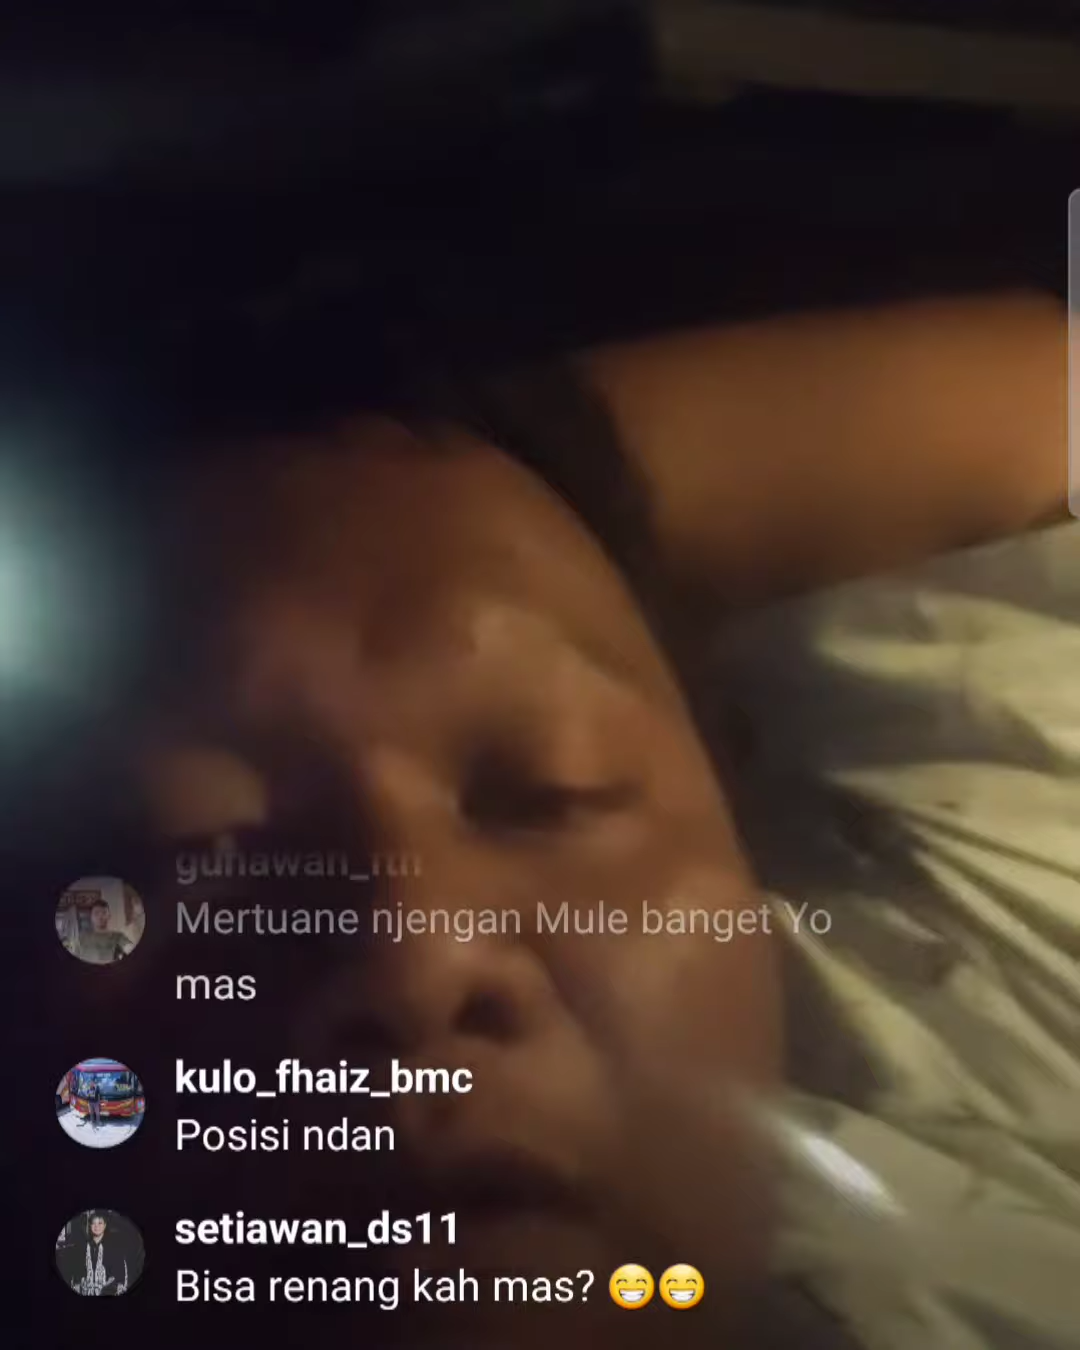 Mertuane njengan Mule banget Yo
mas
kulo_fhaiz_bmc
Posisi ndan
setiawan_ds11
Bisa renang kah mas? 😁😁